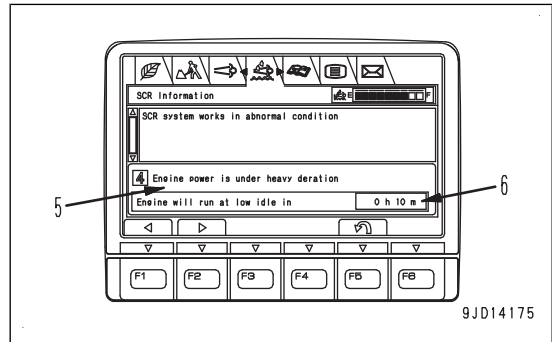 SCR Information
E F
SCR system works in abnormal condition
4 Engine power is under heavy deration
5
6
Engine will run at low idle in 0 h 10 m
F1 F2 F3 F4 F5 F6
9JD14175